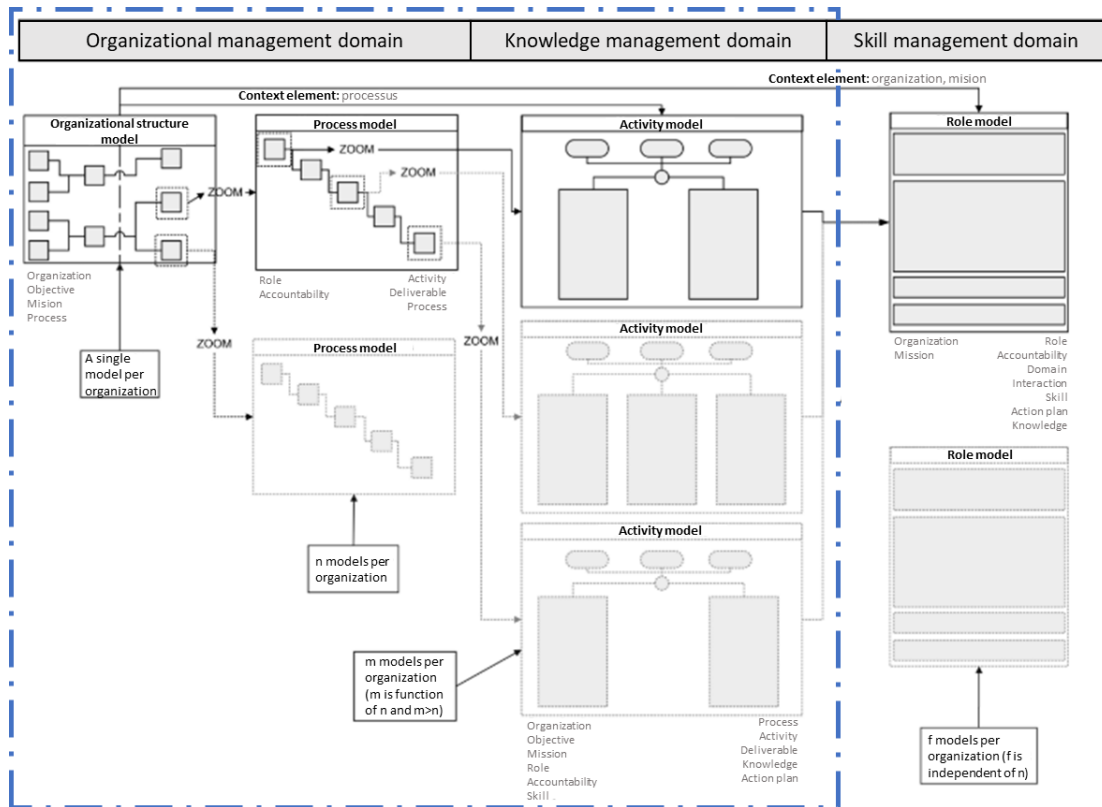 Organizational management domain
Knowledge management domain
Skill management domain
Context element: organization, mision
Context element: processus
Organizational structure
model
Process model
Activity model
Role model
ZOOM
ZOOM
ZOOM
Organization
Objective
Mision
Process
Role
Accountability
Activity
Deliverable
Process
ZOOM
ZOOM
A single
model per
organization
Process model
Activity model
Organization
Mission
Role
Accountability
Domain
Interaction
Skill
Action plan
Knowledge
Role model
n models per
organization
Activity model
m models per
organization
(m is function
of n and m>n)
Organization
Objective
Mission
Role
Accountability
Skill .
Process
Activity
Deliverable
Knowledge
Action plan
f models per
organization (f is
independent of n)